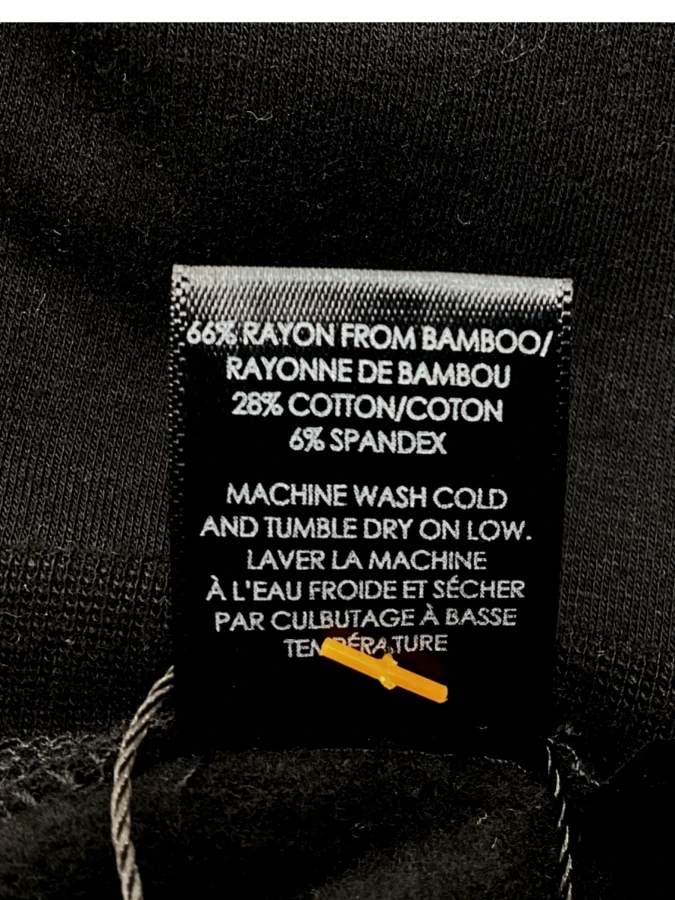 66% RAYON FROM BAMBOO/
RAYONNE DE BAMBOU
28% COTTON/COTON
6% SPANDEX
MACHINE WASH COLD
AND TUMBLE DRY ON LOW.
LAVER LA MACHINE
À L'EAU FROIDE ET SÉCHER
PAR CULBUTAGE À BASSE
TEMPÉRATURE